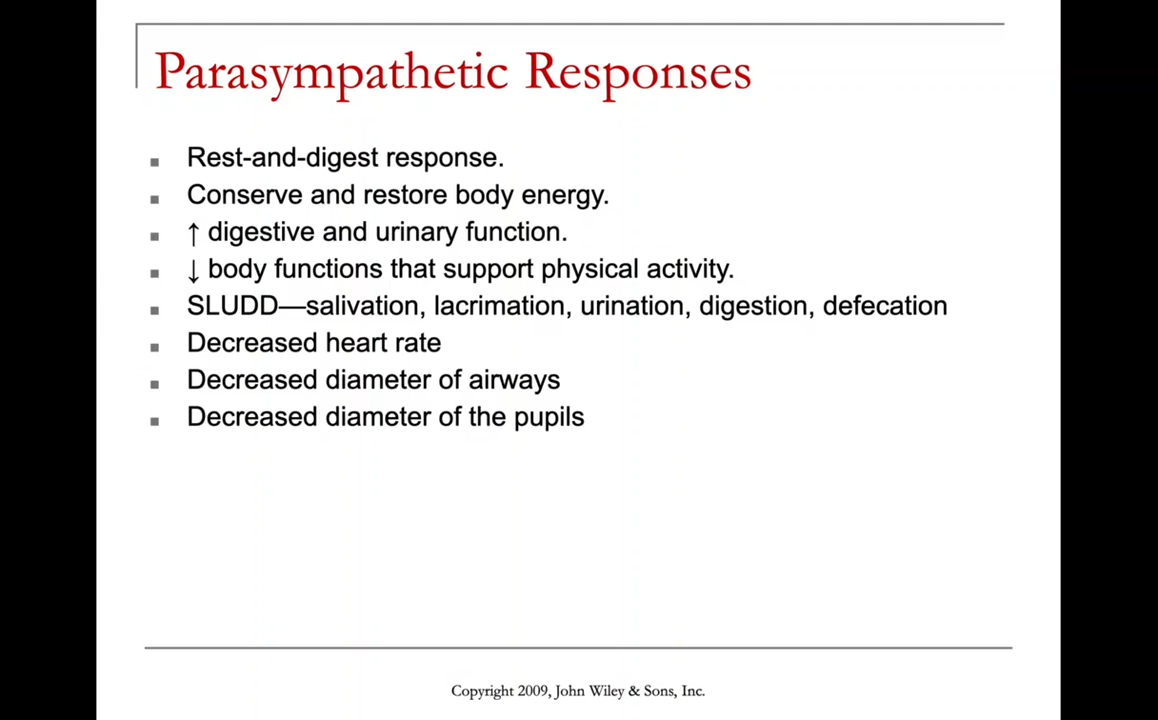 Parasympathetic Responses
Rest-and-digest response.
Conserve and restore body energy.
↑ digestive and urinary function.
↓ body functions that support physical activity.
SLUDD—salivation, lacrimation, urination, digestion, defecation
Decreased heart rate
Decreased diameter of airways
Decreased diameter of the pupils
Copyright 2009, John Wiley & Sons, Inc.